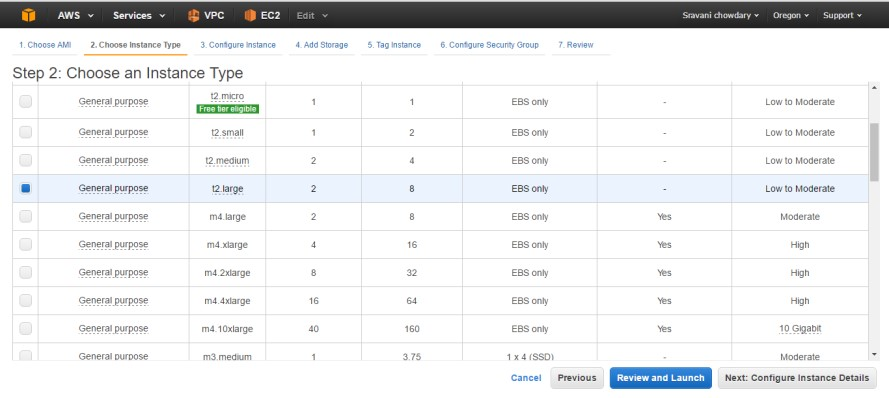 AWS Services VPC EC2 Edit Sravani chowdary Oregon Support
1. Choose AMI 2. Choose Instance Type 3. Configure Instance 4. Add Storage 5. Tag Instance 6. Configure Security Group 7. Review
Step 2: Choose an Instance Type
General purpose t2.micro 1 1 EBS only - Low to Moderate
Free tier eligible
General purpose t2.small 1 2 EBS only - Low to Moderate
General purpose t2.medium 2 4 EBS only - Low to Moderate
General purpose t2.large 2 8 EBS only - Low to Moderate
General purpose m4.large 2 8 EBS only Yes Moderate
General purpose m4.xlarge 4 16 EBS only Yes High
General purpose m4.2xlarge 8 32 EBS only Yes High
General purpose m4.4xlarge 16 64 EBS only Yes High
General purpose m4.10xlarge 40 160 EBS only Yes 10 Gigabit
General purpose m3.medium 1 3.75 1 x 4 (SSD) - Moderate
Cancel Previous Review and Launch Next: Configure Instance Details